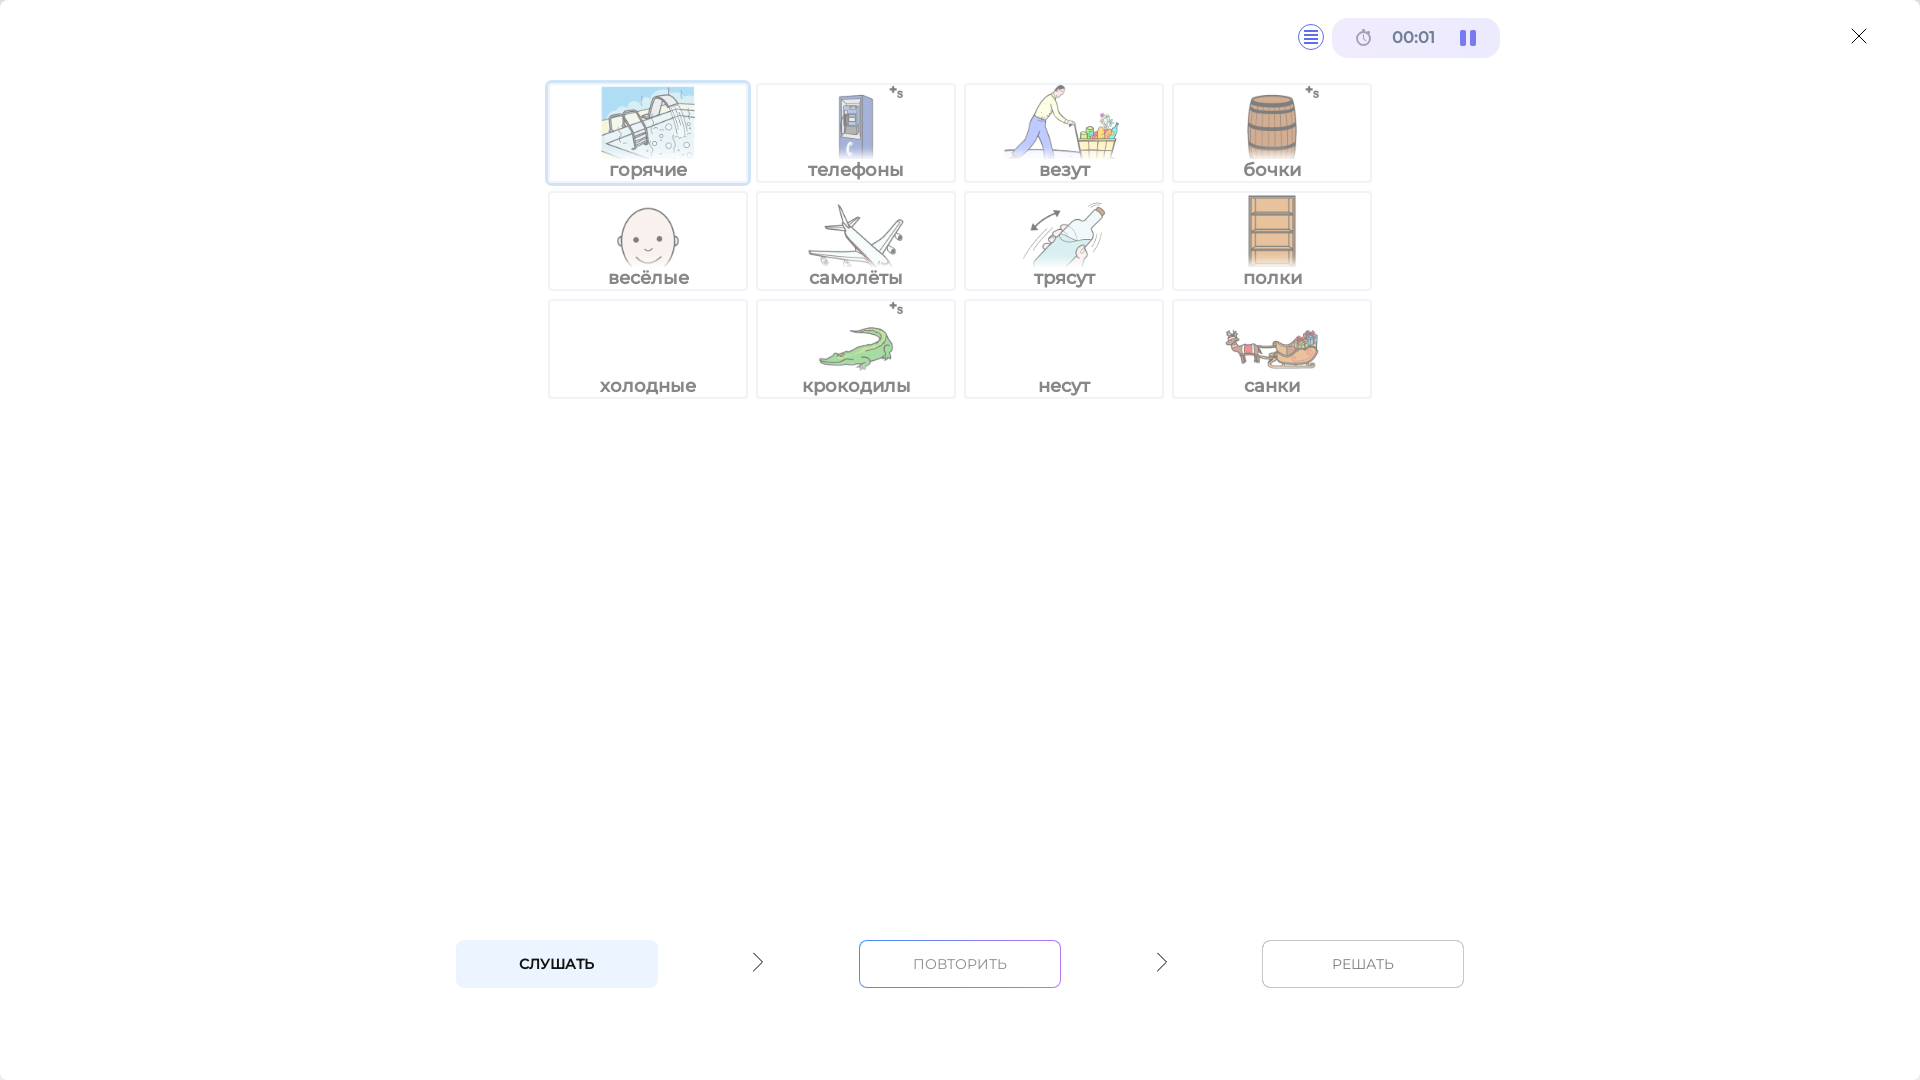 00:01
горячие телефоны везут бочки
весёлые самолёты трясут полки
холодные крокодилы несут санки
СЛУШАТЬ ПОВТОРИТЬ РЕШАТЬ